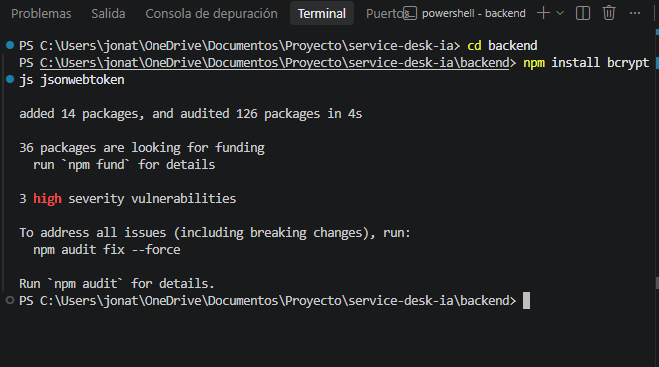 Problemas Salida Consola de depuración Terminal Puertos powershell - backend
PS C:\Users\jonat\OneDrive\Documentos\Proyecto\service-desk-ia> cd backend
PS C:\Users\jonat\OneDrive\Documentos\Proyecto\service-desk-ia\backend> npm install bcrypt
js jsonwebtoken
added 14 packages, and audited 126 packages in 4s
36 packages are looking for funding
run `npm fund` for details
3 high severity vulnerabilities
To address all issues (including breaking changes), run:
npm audit fix --force
Run `npm audit` for details.
PS C:\Users\jonat\OneDrive\Documentos\Proyecto\service-desk-ia\backend>